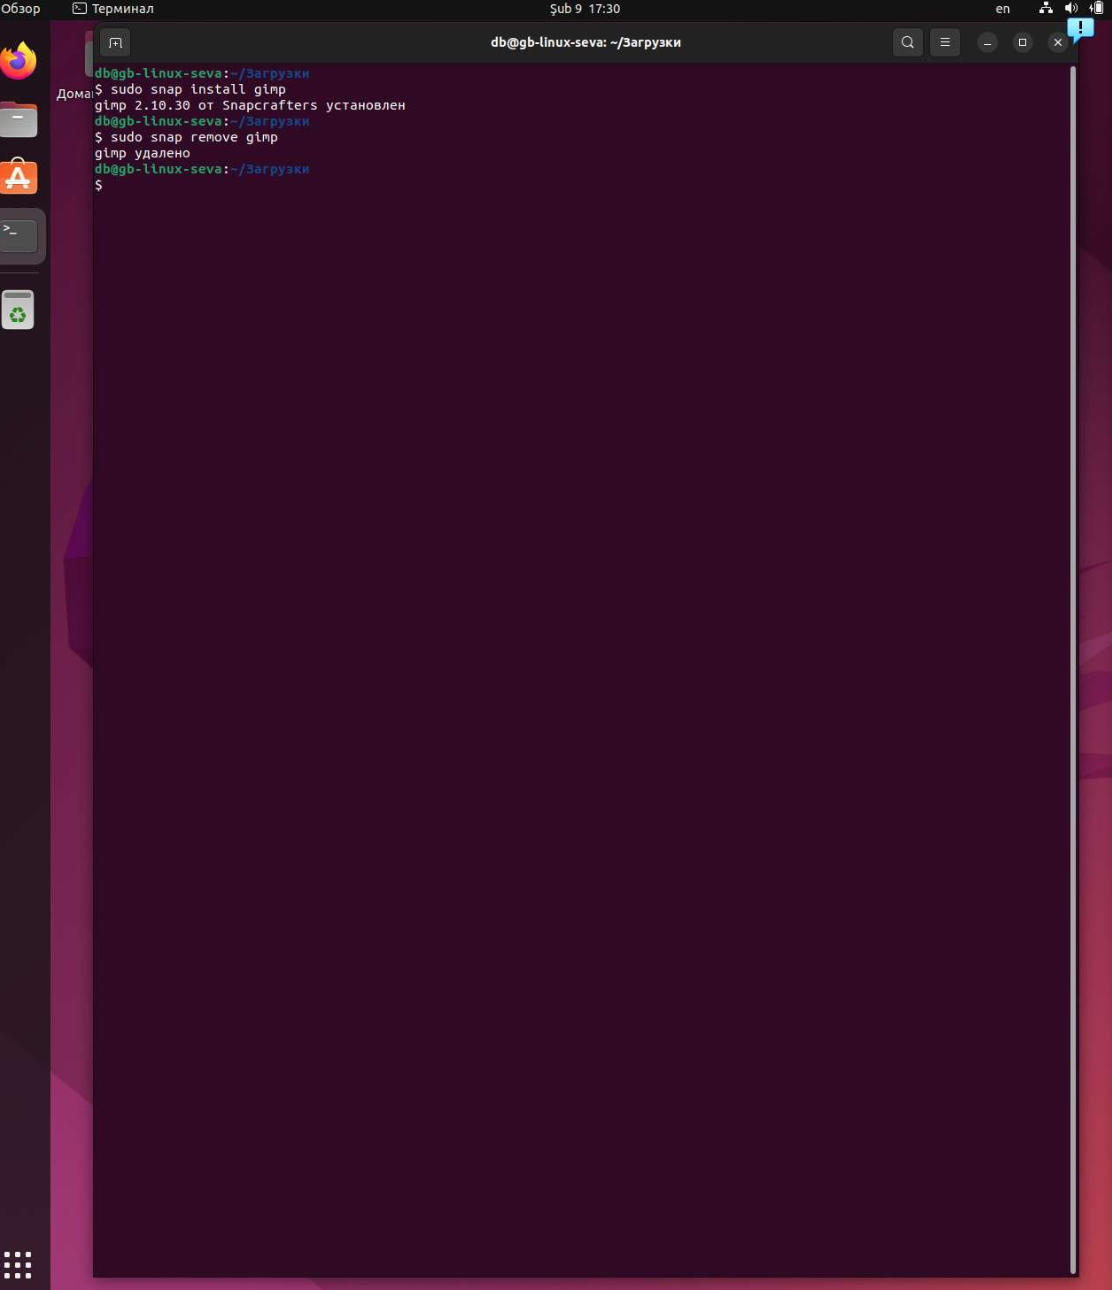 Обзор
Терминал
Şub 9 17:30
en
db@gb-linux-seva: ~/Загрузки
db@gb-linux-seva:~/Загрузки
$ sudo snap install gimp
gimp 2.10.30 от Snapcrafters установлен
db@gb-linux-seva:~/Загрузки
$ sudo snap remove gimp
gimp удалено
db@gb-linux-seva:~/Загрузки
$